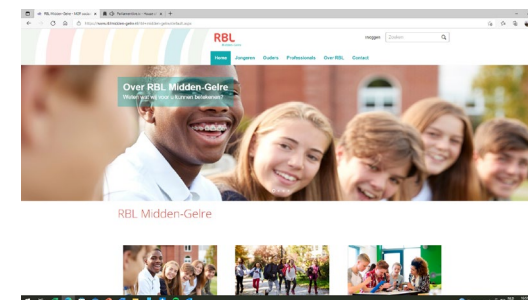 RBL
Inloggen
Zoeken
Home Jongeren Ouders Professionals Over RBL Contact
Over RBL Midden-Gelre
Weten wat wij voor u kunnen betekenen?
RBL Midden-Gelre